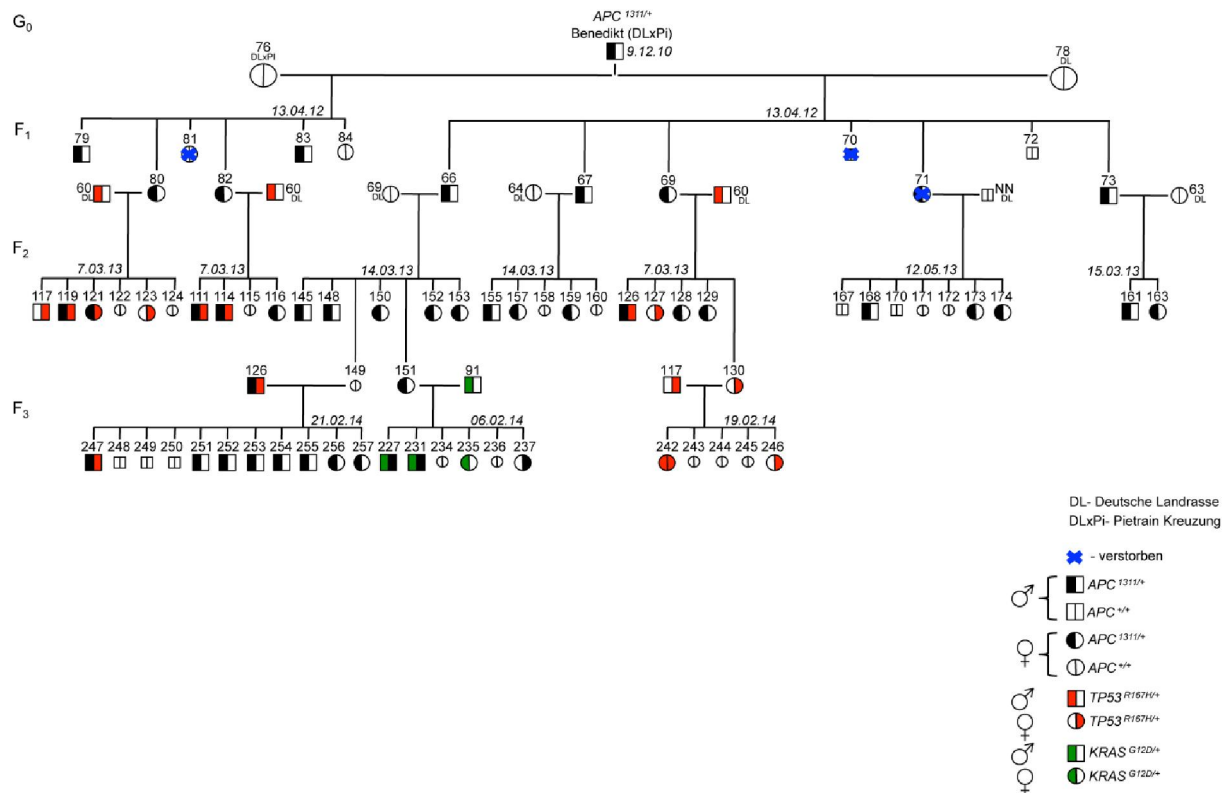 G0
APC 1311/+
Benedikt (DLxPi)
9.12.10
76
DLxPI
78
DL
13.04.12
13.04.12
F1
79
81
83
84
70
72
60
DL
80
82
60
DL
69
DL
66
64
DL
67
69
60
DL
71
NN
DL
73
63
DL
F2
7.03.13
7.03.13
14.03.13
14.03.13
7.03.13
12.05.13
15.03.13
117 119 121 122 123 124
111 114 115 116
145 148 150 152 153
155 157 158 159 160
126 127 128 129
167 168 170 171 172 173 174
161 163
126
149
151
91
117
130
F3
21.02.14
06.02.14
19.02.14
247 248 249 250 251 252 253 254 255 256 257
227 231 234 235 236 237
242 243 244 245 246
DL- Deutsche Landrasse
DLxPi- Pietrain Kreuzung
- verstorben
♂ APC 1311/+
APC +/+
♀ APC 1311/+
APC +/+
♂ TP53 R167H/+
♀ TP53 R167H/+
♂ KRAS G12D/+
♀ KRAS G12D/+